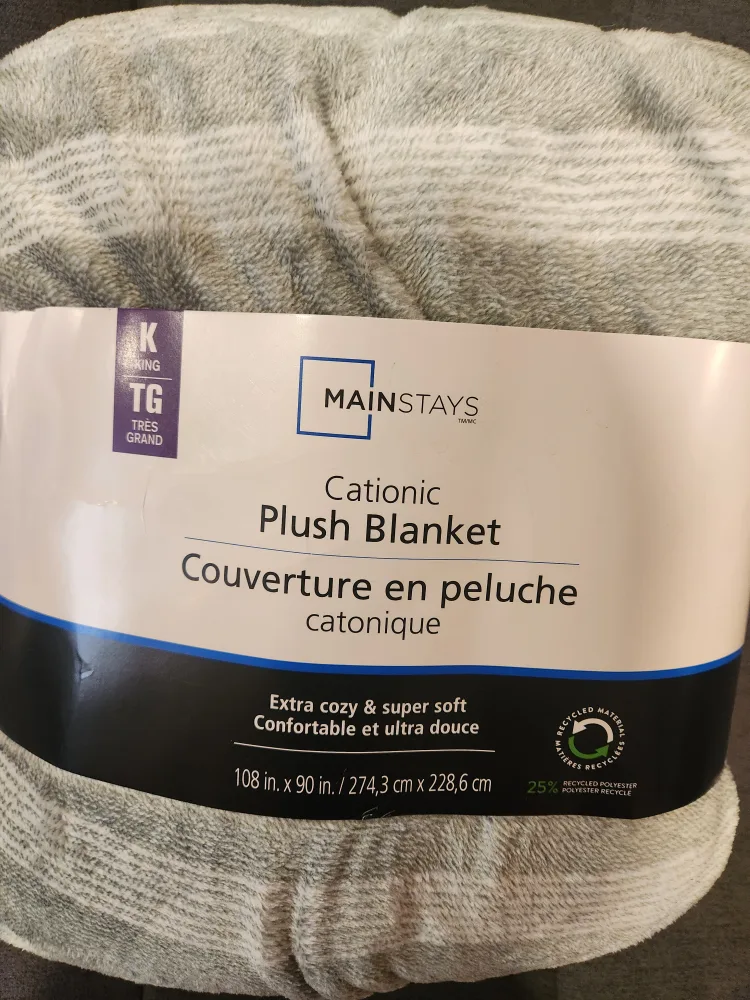 K
KING
TG
TRÈS
GRAND
MAINSTAYS
TM/MC
Cationic
Plush Blanket
Couverture en peluche
catonique
Extra cozy & super soft
Confortable et ultra douce
108 in. x 90 in. / 274,3 cm x 228,6 cm
RECYCLED MATERIAL
MATIÈRES RECYCLÉES
25% RECYCLED POLYESTER
POLYESTER RECYCLÉ